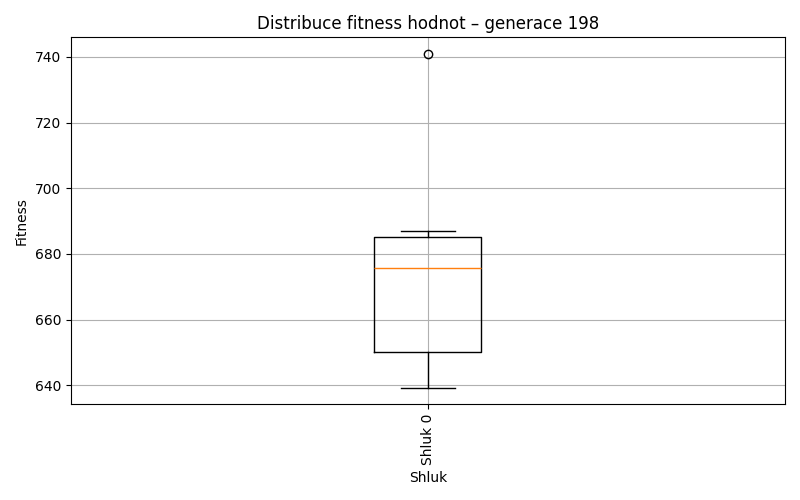 Distribuce fitness hodnot – generace 198
740
720
700
680
660
640
Fitness
Shluk 0
Shluk